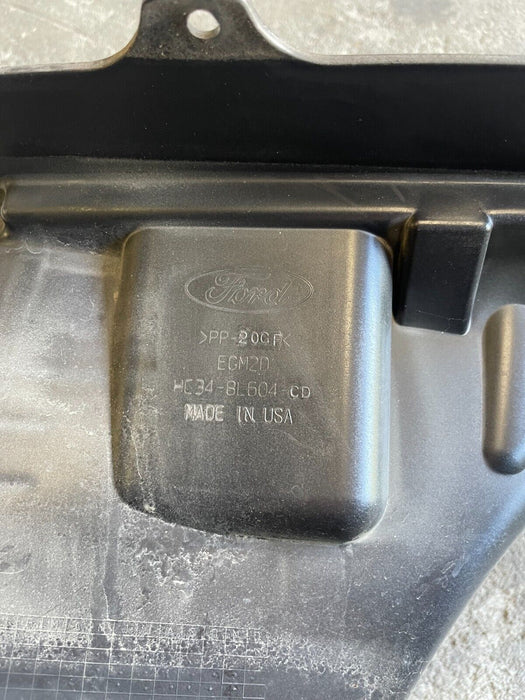 Ford
>PP-20GF<
EGM2D
HC34-8L604-CD
MADE IN USA